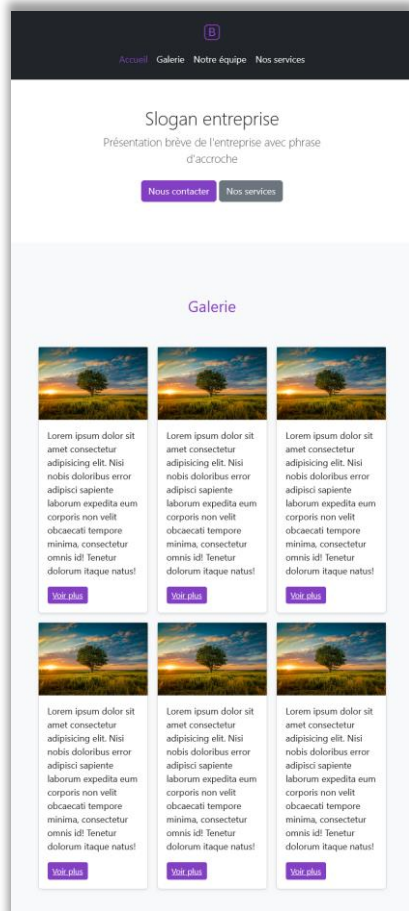 B
Accueil Galerie Notre équipe Nos services
Slogan entreprise
Présentation brève de l'entreprise avec phrase
d'accroche
Nous contacter Nos services
Galerie
Lorem ipsum dolor sit
amet consectetur
adipisicing elit. Nisi
nobis doloribus error
adipisci sapiente
laborum expedita eum
corporis non velit
obcaecati tempore
minima, consectetur
omnis id! Tenetur
dolorum itaque natus!
Voir plus
Lorem ipsum dolor sit
amet consectetur
adipisicing elit. Nisi
nobis doloribus error
adipisci sapiente
laborum expedita eum
corporis non velit
obcaecati tempore
minima, consectetur
omnis id! Tenetur
dolorum itaque natus!
Voir plus
Lorem ipsum dolor sit
amet consectetur
adipisicing elit. Nisi
nobis doloribus error
adipisci sapiente
laborum expedita eum
corporis non velit
obcaecati tempore
minima, consectetur
omnis id! Tenetur
dolorum itaque natus!
Voir plus
Lorem ipsum dolor sit
amet consectetur
adipisicing elit. Nisi
nobis doloribus error
adipisci sapiente
laborum expedita eum
corporis non velit
obcaecati tempore
minima, consectetur
omnis id! Tenetur
dolorum itaque natus!
Voir plus
Lorem ipsum dolor sit
amet consectetur
adipisicing elit. Nisi
nobis doloribus error
adipisci sapiente
laborum expedita eum
corporis non velit
obcaecati tempore
minima, consectetur
omnis id! Tenetur
dolorum itaque natus!
Voir plus
Lorem ipsum dolor sit
amet consectetur
adipisicing elit. Nisi
nobis doloribus error
adipisci sapiente
laborum expedita eum
corporis non velit
obcaecati tempore
minima, consectetur
omnis id! Tenetur
dolorum itaque natus!
Voir plus